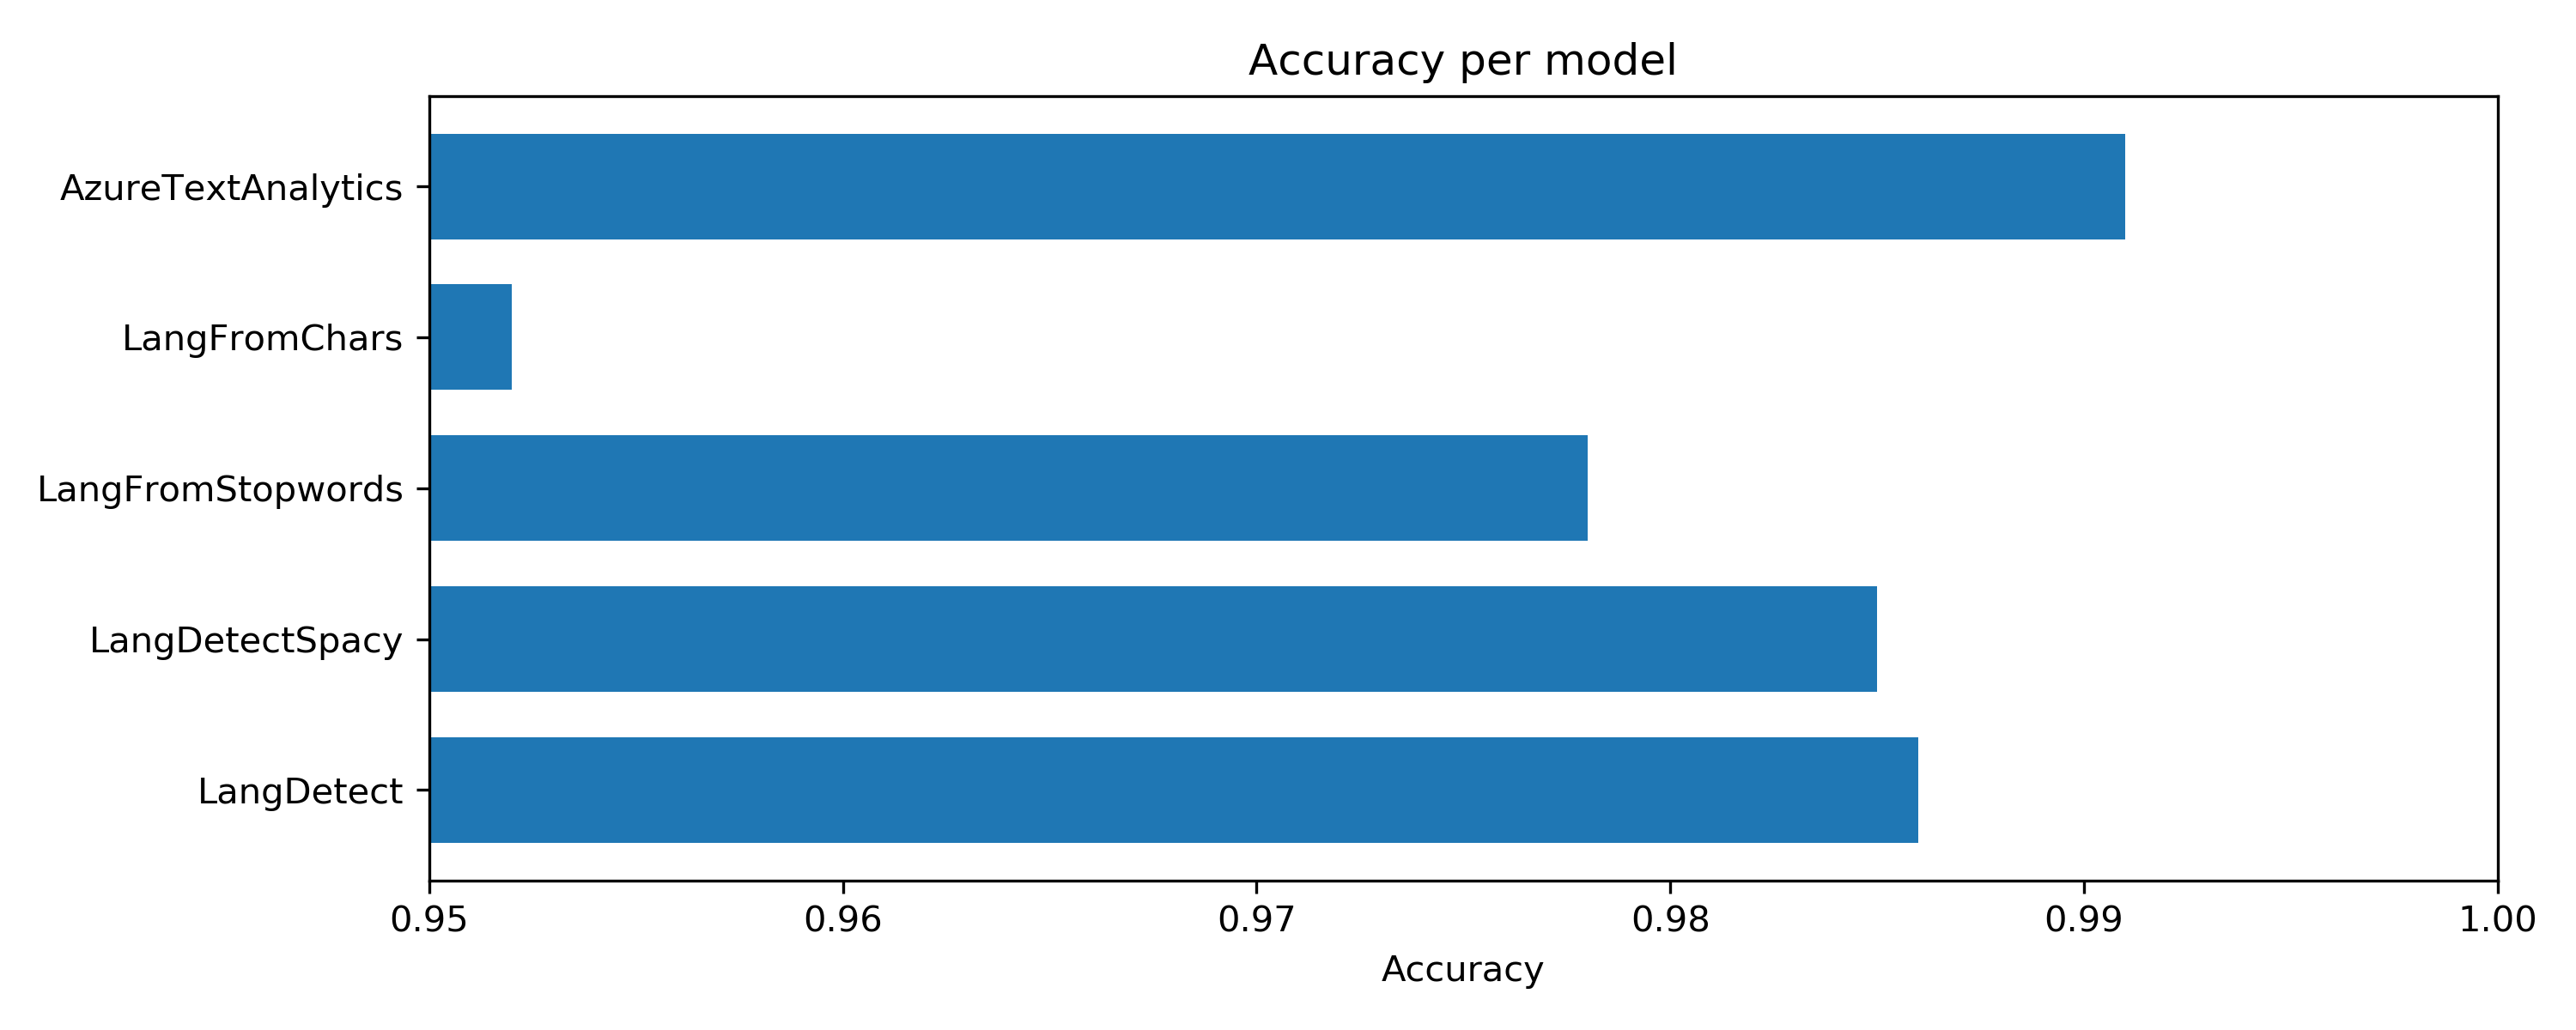 Accuracy per model
AzureTextAnalytics
LangFromChars
LangFromStopwords
LangDetectSpacy
LangDetect
0.95 0.96 0.97 0.98 0.99 1.00
Accuracy